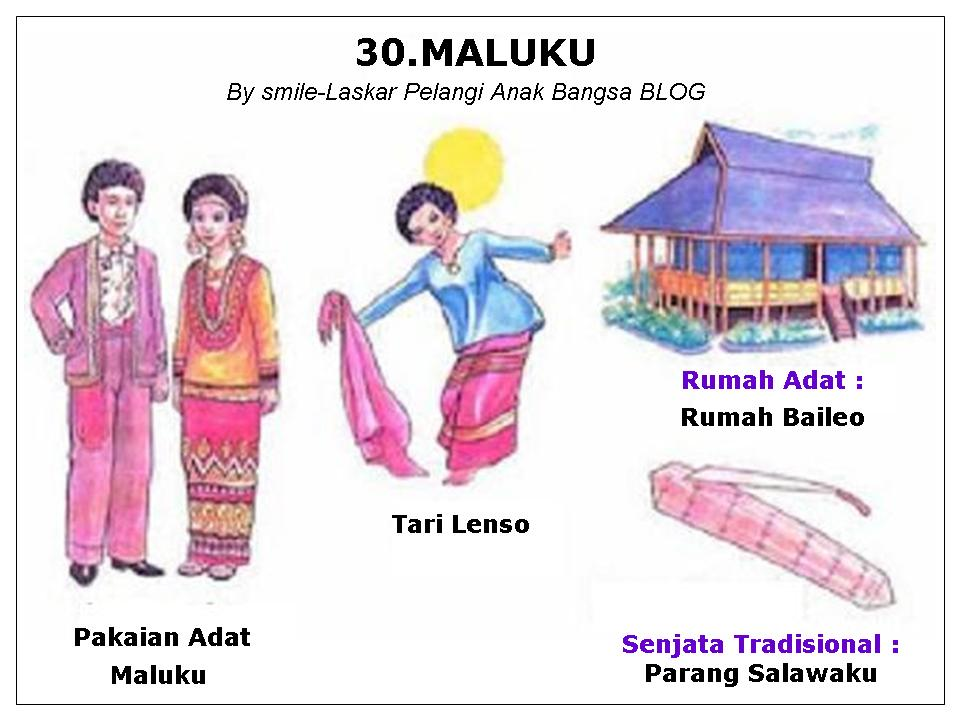 30.MALUKU
By smile-Laskar Pelangi Anak Bangsa BLOG
Rumah Adat :
Rumah Baileo
Tari Lenso
Pakaian Adat
Maluku
Senjata Tradisional :
Parang Salawaku